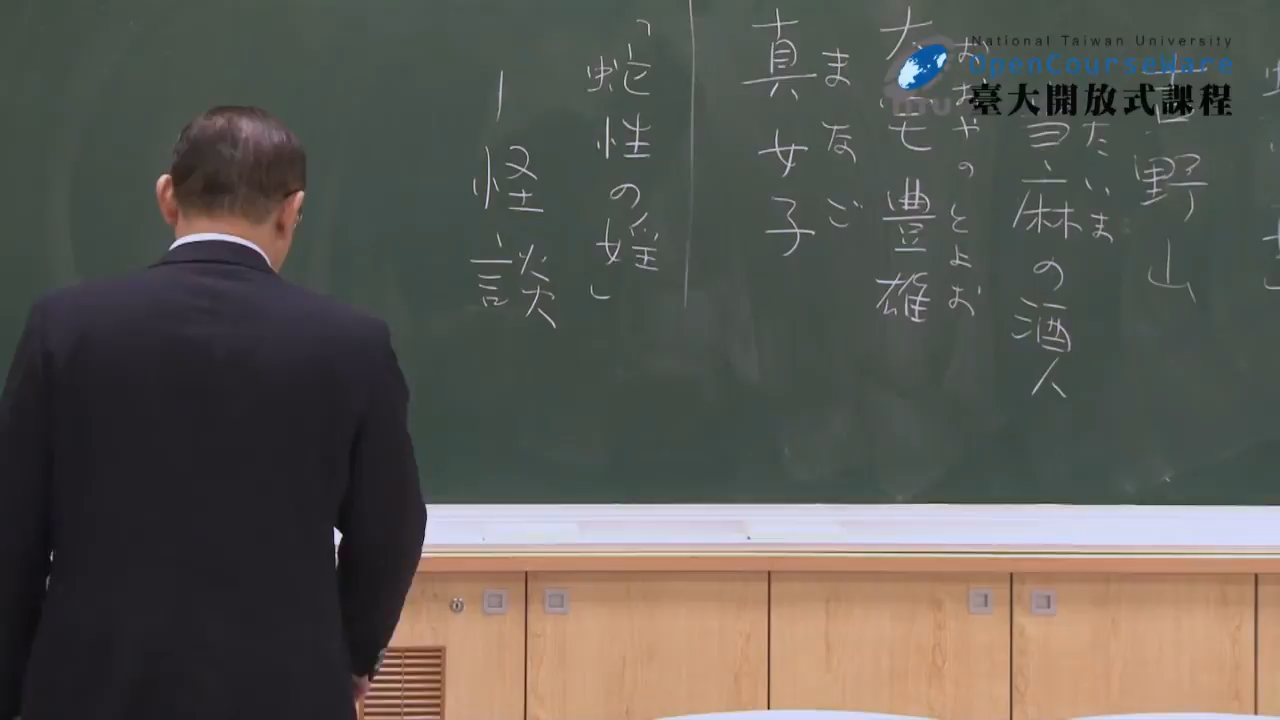 National Taiwan University
OpenCourseWare
臺大開放式課程
吉野山
たいま
当麻の酒人
おおやのとよお
大宅豊雄
まなご
真女子
「蛇性の婬」
—怪談